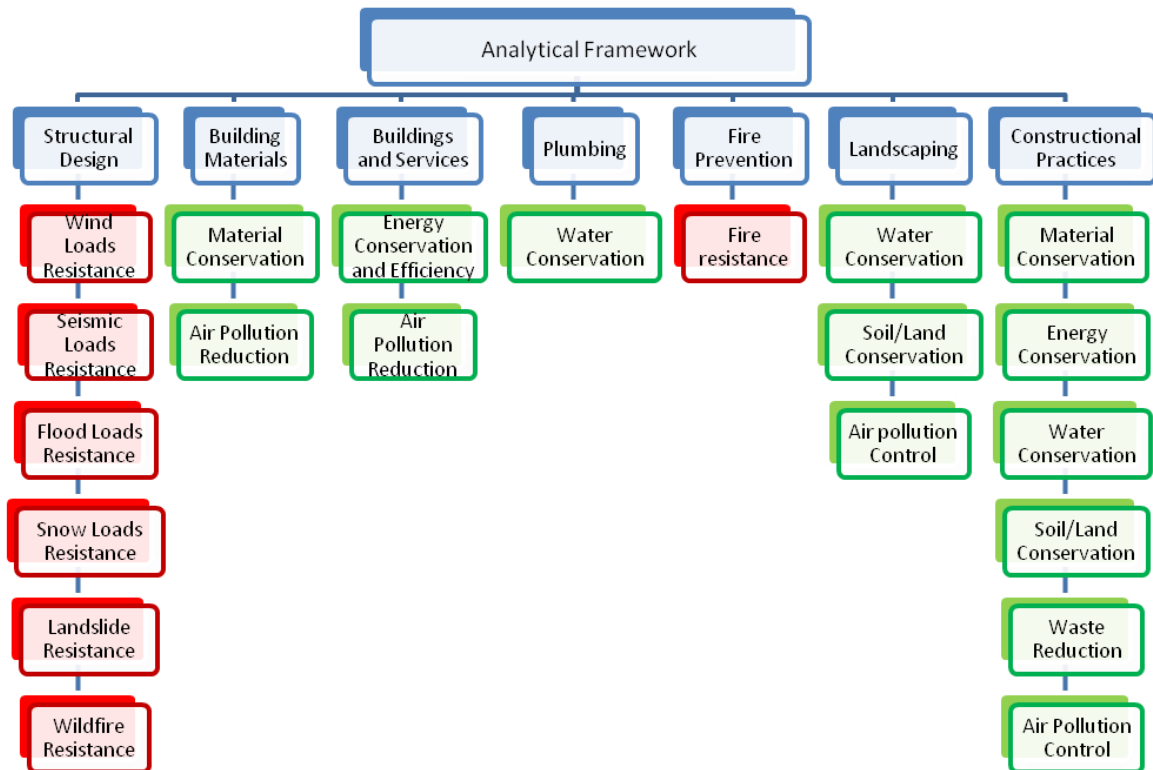 Analytical Framework
Structural
Design
Building
Materials
Buildings
and Services
Plumbing
Fire
Prevention
Landscaping
Constructional
Practices
Wind
Loads
Resistance
Seismic
Loads
Resistance
Flood Loads
Resistance
Snow Loads
Resistance
Landslide
Resistance
Wildfire
Resistance
Material
Conservation
Air Pollution
Reduction
Energy
Conservation
and Efficiency
Air
Pollution
Reduction
Water
Conservation
Fire
resistance
Water
Conservation
Soil/Land
Conservation
Air pollution
Control
Material
Conservation
Energy
Conservation
Water
Conservation
Soil/Land
Conservation
Waste
Reduction
Air Pollution
Control